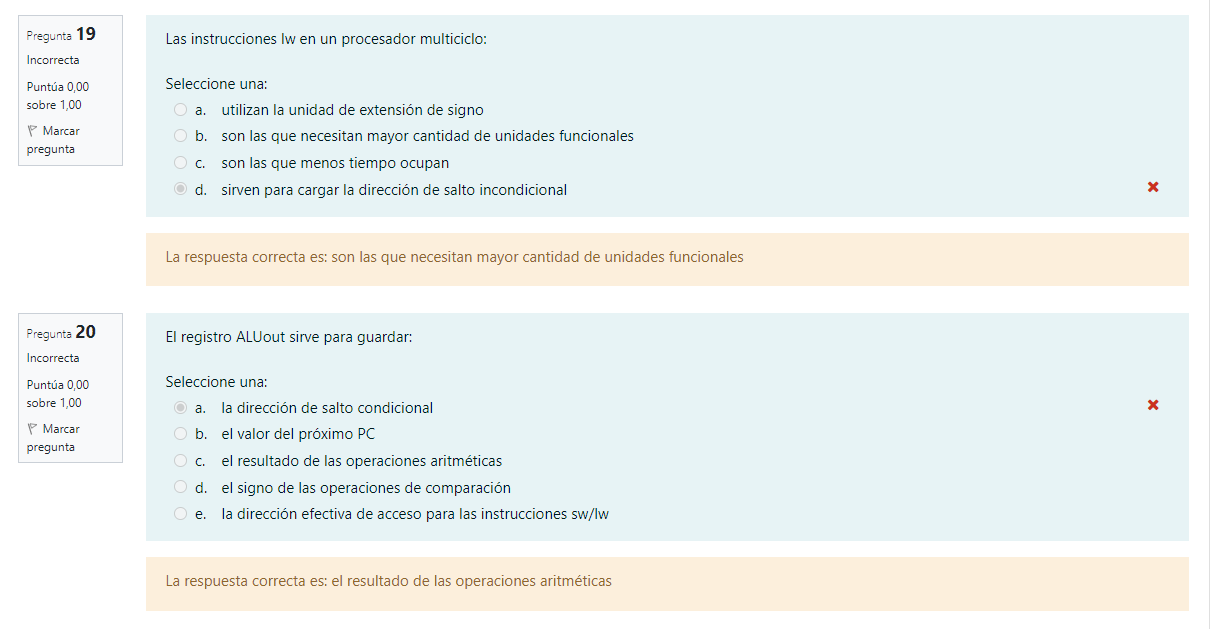 Pregunta 19
Incorrecta
Puntúa 0,00
sobre 1,00
Marcar
pregunta
Las instrucciones lw en un procesador multiciclo:
Seleccione una:
a. utilizan la unidad de extensión de signo
b. son las que necesitan mayor cantidad de unidades funcionales
c. son las que menos tiempo ocupan
d. sirven para cargar la dirección de salto incondicional
La respuesta correcta es: son las que necesitan mayor cantidad de unidades funcionales
Pregunta 20
Incorrecta
Puntúa 0,00
sobre 1,00
Marcar
pregunta
El registro ALUout sirve para guardar:
Seleccione una:
a. la dirección de salto condicional
b. el valor del próximo PC
c. el resultado de las operaciones aritméticas
d. el signo de las operaciones de comparación
e. la dirección efectiva de acceso para las instrucciones sw/lw
La respuesta correcta es: el resultado de las operaciones aritméticas